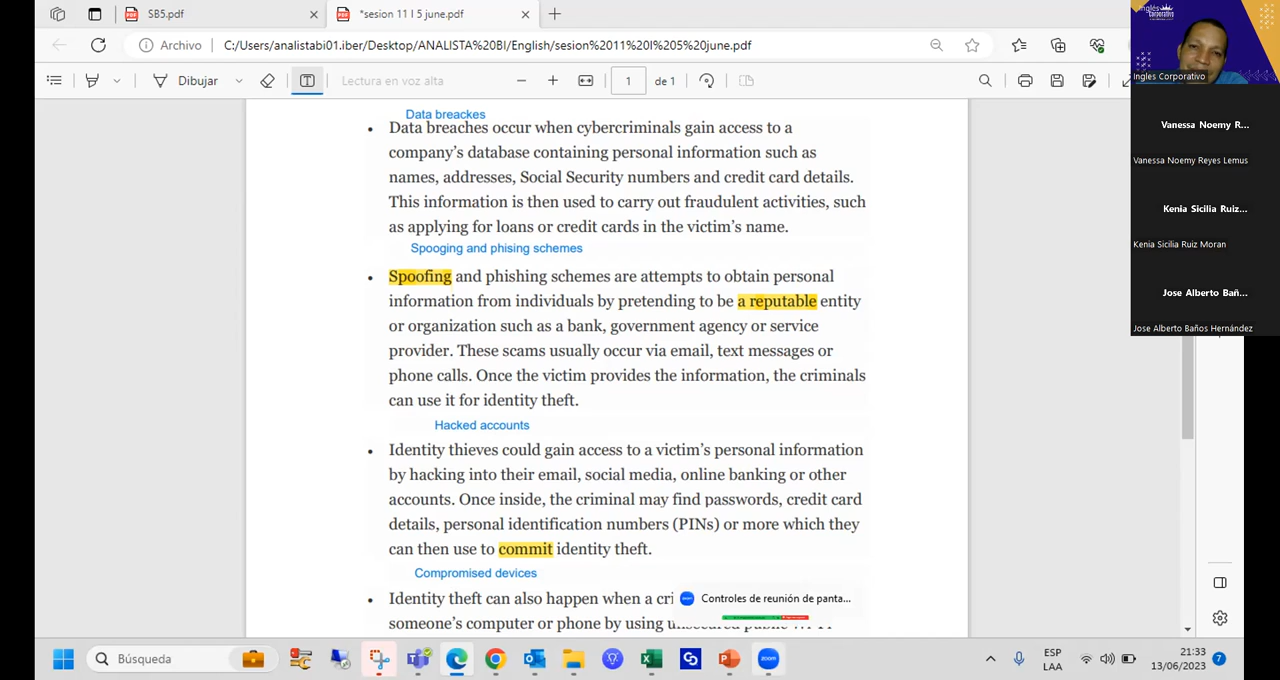 SB5.pdf
*sesion 11 I 5 june.pdf
Archivo
C:/Users/analistabi01.iber/Desktop/ANALISTA%20BI/English/sesion%2011%20I%205%20june.pdf
Dibujar
Lectura en voz alta
1
de 1
Inglés
Corporativo
Ingles Corporativo
Vanessa Noemy R...
Vanessa Noemy Reyes Lemus
Kenia Sicilia Ruiz...
Kenia Sicilia Ruiz Moran
Jose Alberto Bañ...
Jose Alberto Baños Hernández
Data breackes
• Data breaches occur when cybercriminals gain access to a
company's database containing personal information such as
names, addresses, Social Security numbers and credit card details.
This information is then used to carry out fraudulent activities, such
as applying for loans or credit cards in the victim's name.
Spooging and phising schemes
• Spoofing and phishing schemes are attempts to obtain personal
information from individuals by pretending to be a reputable entity
or organization such as a bank, government agency or service
provider. These scams usually occur via email, text messages or
phone calls. Once the victim provides the information, the criminals
can use it for identity theft.
Hacked accounts
• Identity thieves could gain access to a victim's personal information
by hacking into their email, social media, online banking or other
accounts. Once inside, the criminal may find passwords, credit card
details, personal identification numbers (PINs) or more which they
can then use to commit identity theft.
Compromised devices
• Identity theft can also happen when a cri
Controles de reunión de panta...
someone's computer or phone by using
Búsqueda
ESP
LAA
21:33
13/06/2023
7